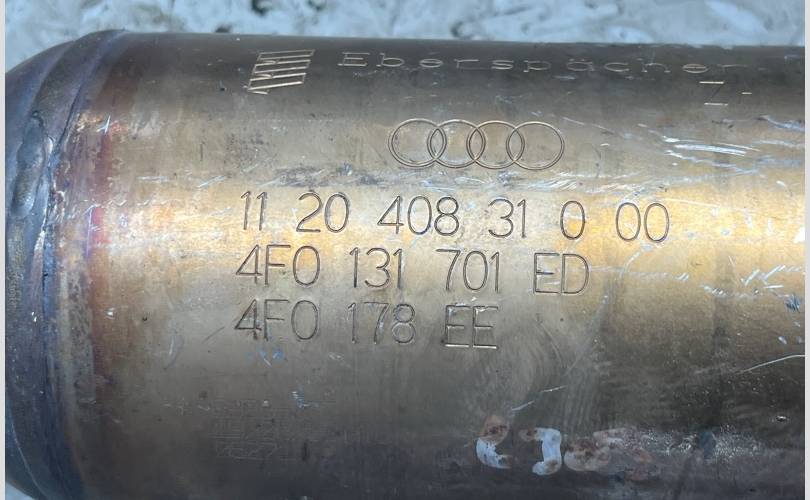 Eberspächer
11 20 408 31 0 00
4F0 131 701 ED
4F0 178 EE